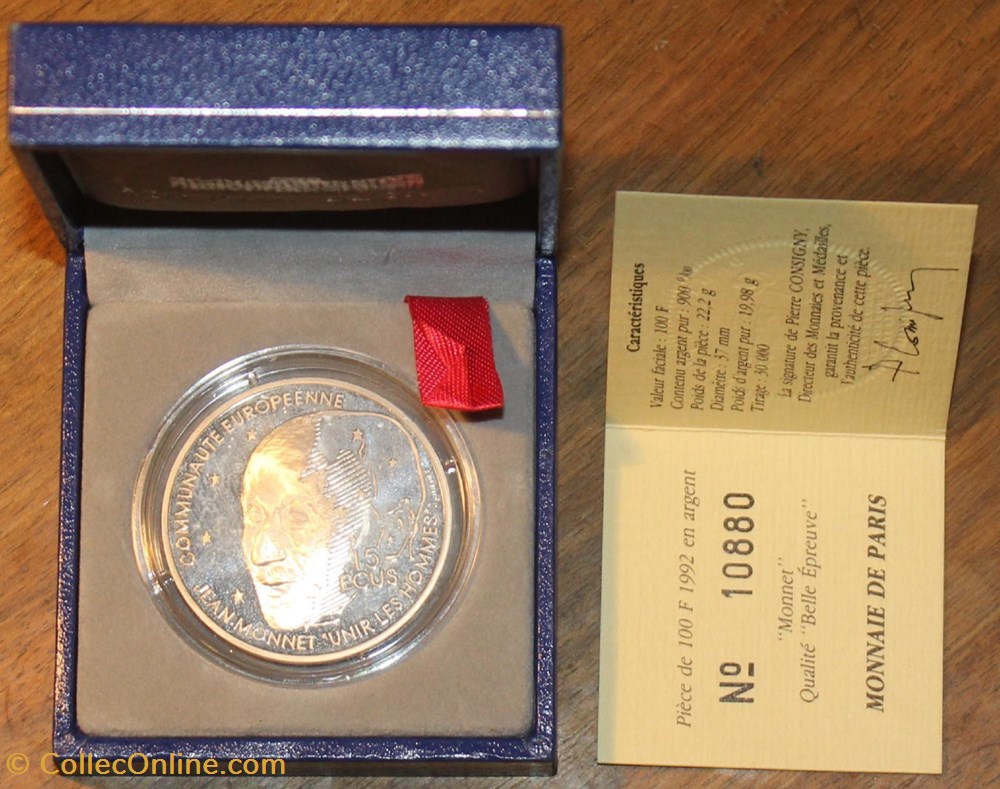 COMMUNAUTÉ EUROPÉENNE
15
ECUS
JEAN-MONNET "UNIR LES HOMMES"
Caractéristiques
Valeur faciale : 100 F
Contenu argent pur : 900 °/oo
Poids de la pièce : 22,2 g
Diamètre : 37 mm
Poids d'argent pur : 19,98 g
Tirage : 30.000
La signature de Pierre CONSIGNY,
Directeur des Monnaies et Médailles,
garantit la provenance et
l'authenticité de cette pièce.
Pièce de 100 F 1992 en argent
Nº 10880
"Monnet"
Qualité "Belle Épreuve"
MONNAIE DE PARIS
© CollecOnline.com